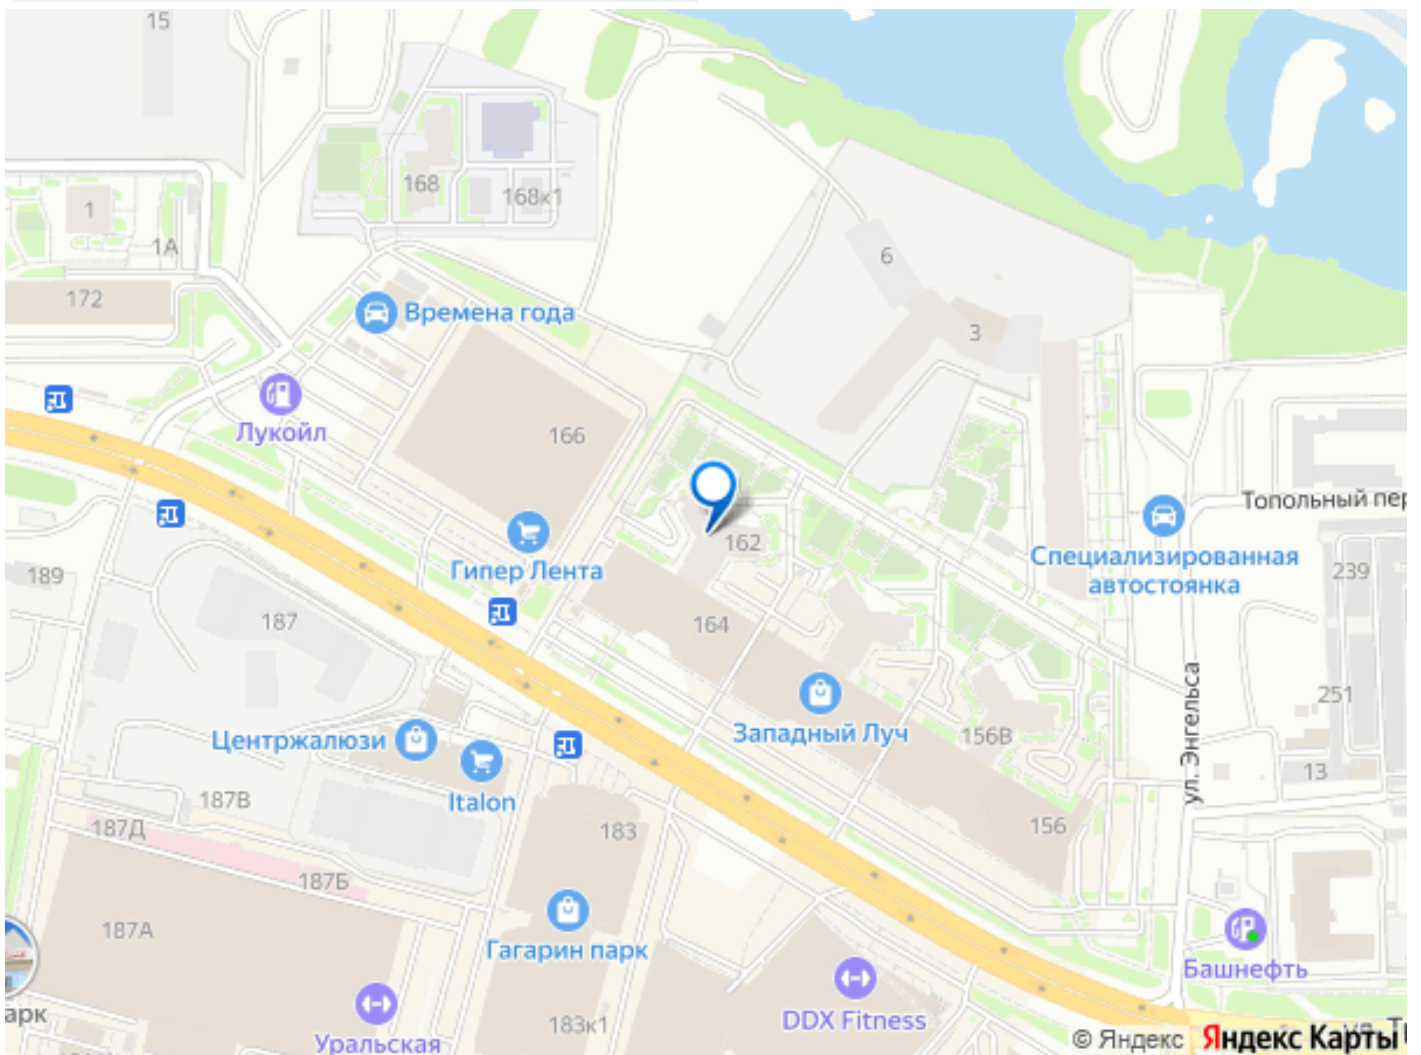 15
168
168к1
1
1А
6
172
Времена года
3
166
Лукойл
Топольный пер
162
Специализированная
автостоянка
Гипер Лента
189
239
187
164
ул. Энгельса
251
Западный Луч
156В
Центржалюзи
13
Italon
187В
187Д
183
156
187Б
187А
Гагарин парк
Башнефть
арк
183к1
DDX Fitness
Уральская
© Яндекс
Яндекс Карты